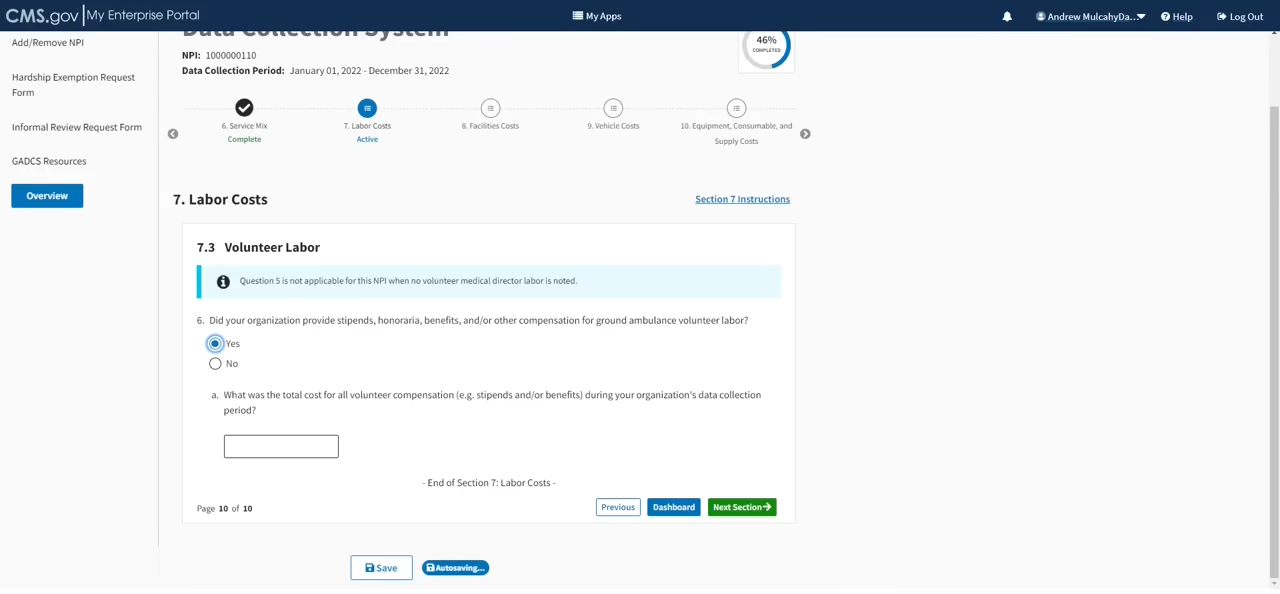 CMS.gov My Enterprise Portal
My Apps
Andrew MulcahyDa...
Help
Log Out
Add/Remove NPI
Hardship Exemption Request
Form
Informal Review Request Form
GADCS Resources
Overview
Data Collection System
NPI: 1000000110
Data Collection Period: January 01, 2022 - December 31, 2022
46%
COMPLETED
6. Service Mix
Complete
7. Labor Costs
Active
8. Facilities Costs
9. Vehicle Costs
10. Equipment, Consumable, and
Supply Costs
7. Labor Costs
Section 7 Instructions
7.3 Volunteer Labor
Question 5 is not applicable for this NPI when no volunteer medical director labor is noted.
6. Did your organization provide stipends, honoraria, benefits, and/or other compensation for ground ambulance volunteer labor?
Yes
No
a. What was the total cost for all volunteer compensation (e.g. stipends and/or benefits) during your organization's data collection
period?
- End of Section 7: Labor Costs -
Page 10 of 10
Previous
Dashboard
Next Section
Save
Autosaving...